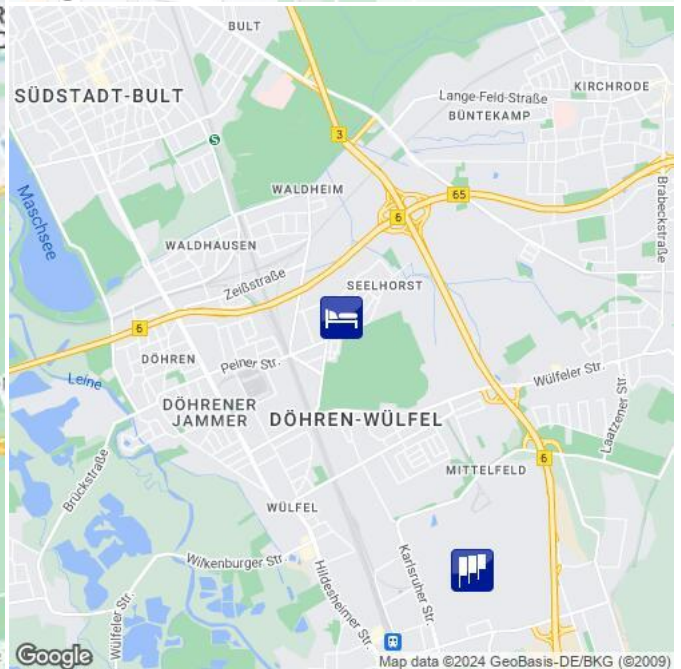 BULT
SÜDSTADT-BULT
KIRCHRODE
Lange-Feld-Straße
BÜNTEKAMP
3
S
WALDHEIM
65
6
Maschsee
Brabeckstraße
WALDHAUSEN
Zeißstraße
SEELHORST
6
DÖHREN
Peiner Str.
Leine
Wülfeler Str.
DÖHRENER
JAMMER
DÖHREN-WÜLFEL
Laatzener Str.
6
MITTELFELD
Brückstraße
WÜLFEL
Wilkenburger Str.
Hildesheimer Str.
Karlsruher Str.
Wülfeler Str.
Google
Map data ©2024 GeoBasis-DE/BKG (©2009)